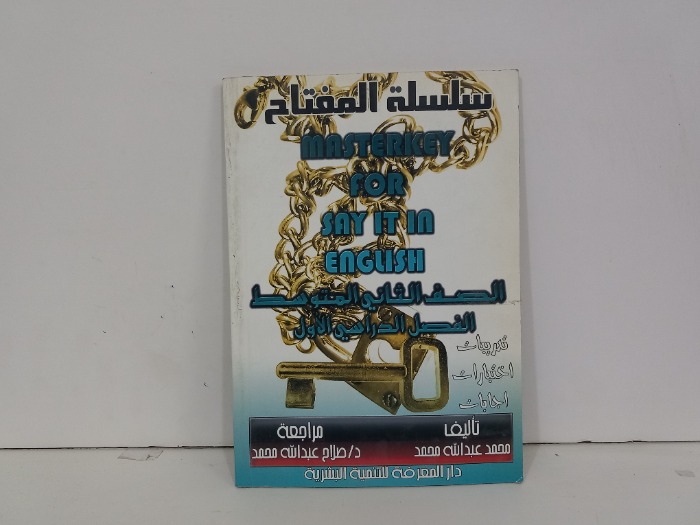 سلسلة المفتاح
MASTERKEY
FOR
SAY IT IN
ENGLISH
الصف الثاني المتوسط
الفصل الدراسي الأول
تدريبات
اختبارات
اجابات
تأليف
محمد عبدالله محمد
مراجعة
د/صلاح عبدالله محمد
دار المعرفة للتنمية البشرية